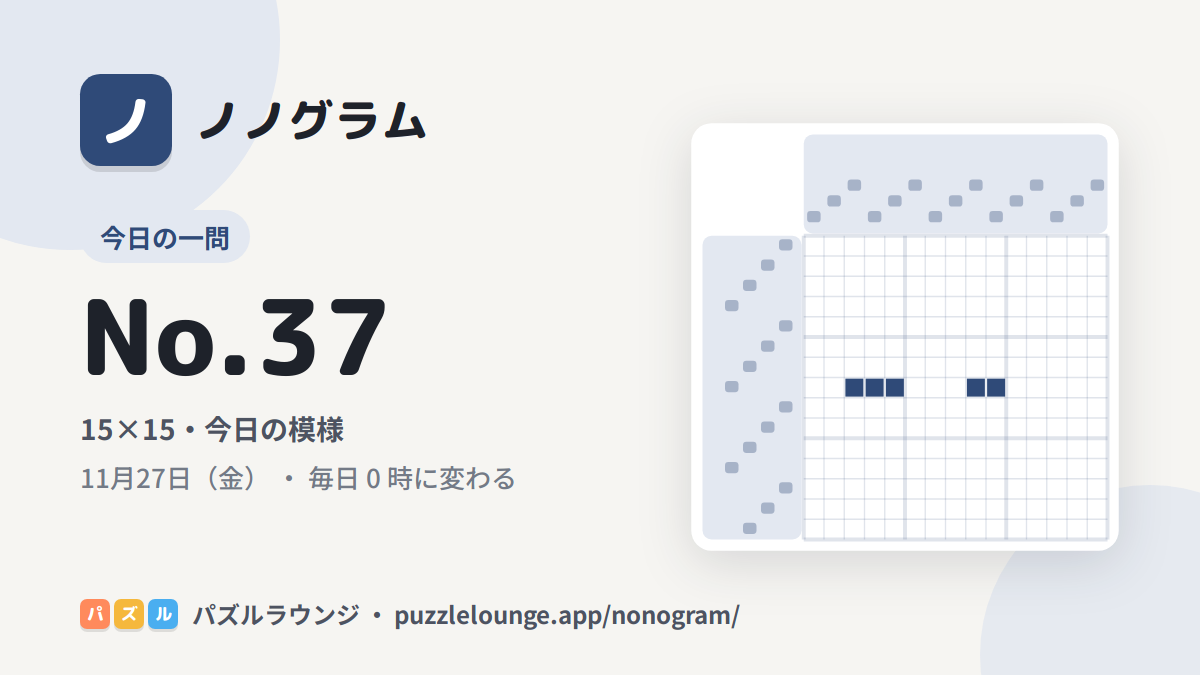 ノ
ノノグラム
今日の一問
No.37
15×15・今日の模様
11月27日（金） ・ 毎日 0 時に変わる
パズル パズルラウンジ ・ puzzlelounge.app/nonogram/